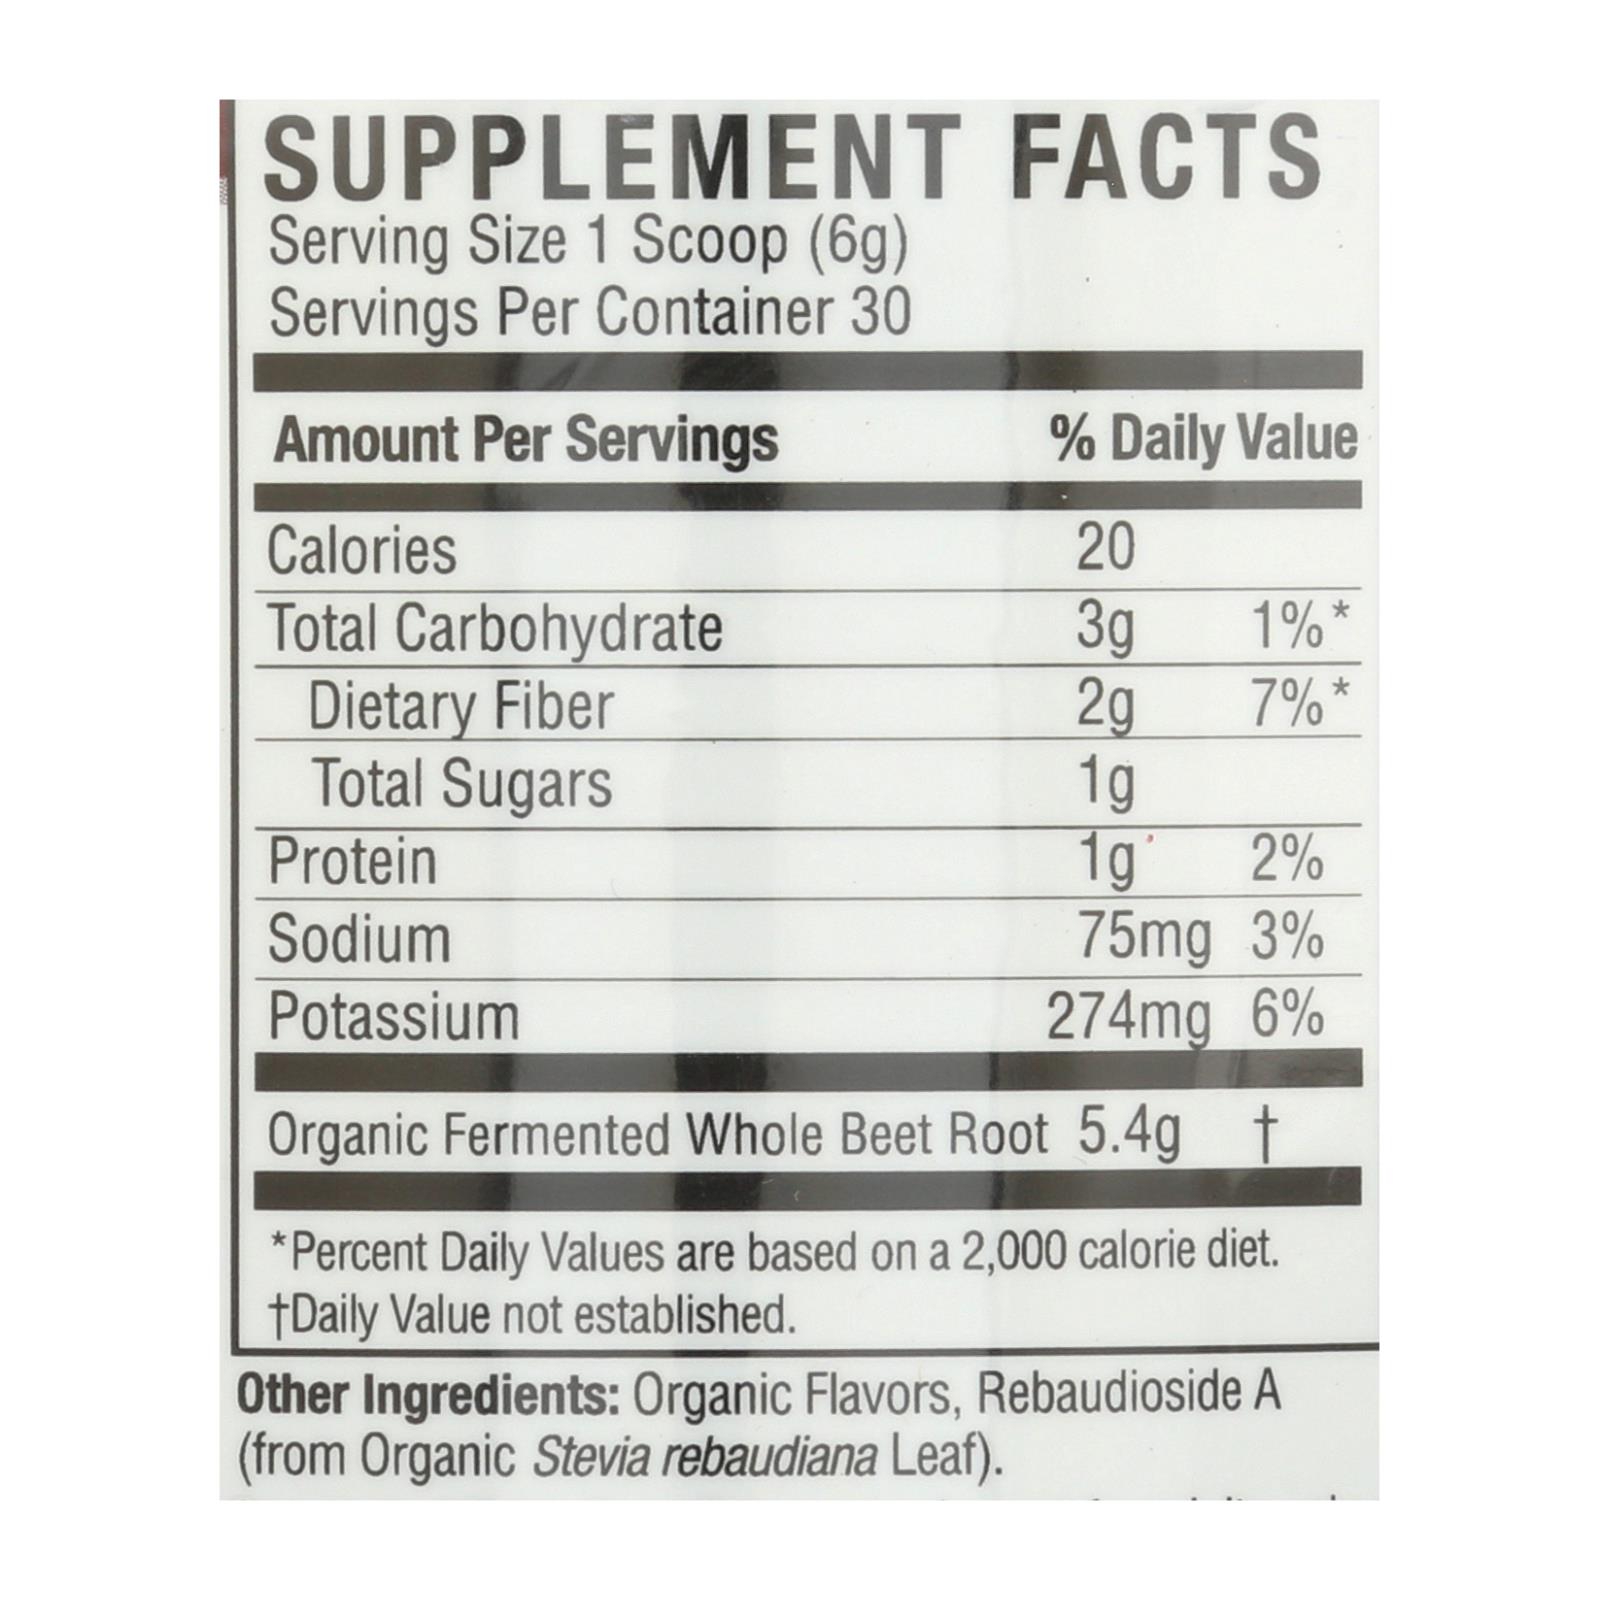 SUPPLEMENT FACTS
Serving Size 1 Scoop (6g)
Servings Per Container 30
Amount Per Servings % Daily Value
Calories 20
Total Carbohydrate 3g 1%*
Dietary Fiber 2g 7%*
Total Sugars 1g
Protein 1g 2%
Sodium 75mg 3%
Potassium 274mg 6%
Organic Fermented Whole Beet Root 5.4g †
*Percent Daily Values are based on a 2,000 calorie diet.
†Daily Value not established.
Other Ingredients: Organic Flavors, Rebaudioside A
(from Organic Stevia rebaudiana Leaf).